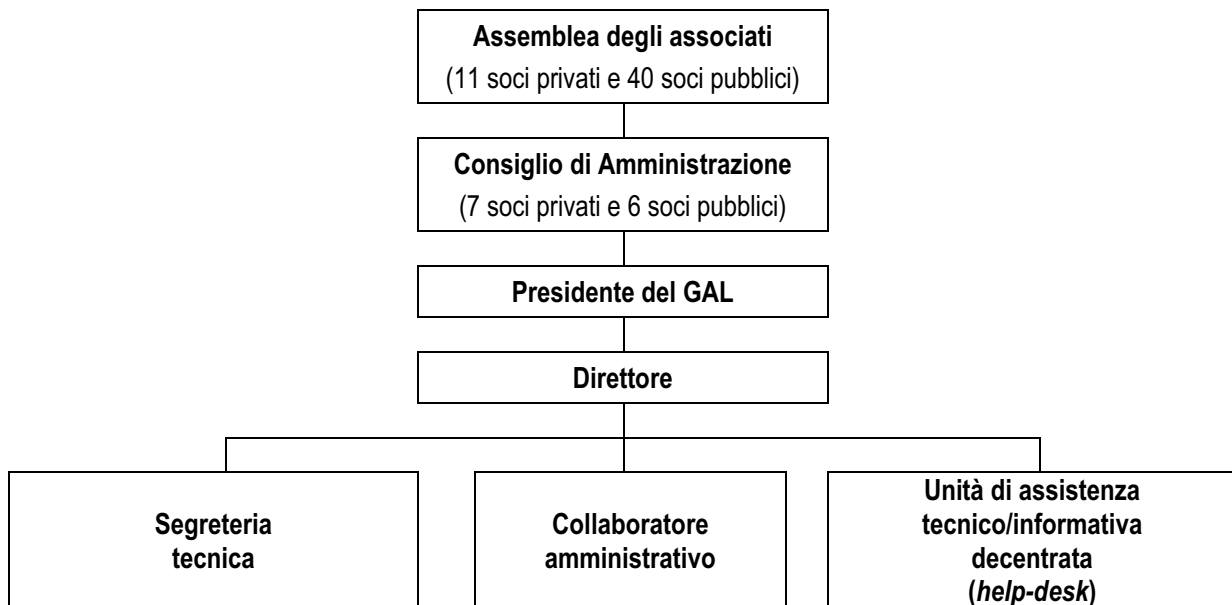 Assemblea degli associati
(11 soci privati e 40 soci pubblici)
Consiglio di Amministrazione
(7 soci privati e 6 soci pubblici)
Presidente del GAL
Direttore
Segreteria
tecnica
Collaboratore
amministrativo
Unità di assistenza
tecnico/informativa
decentrata
(help-desk)